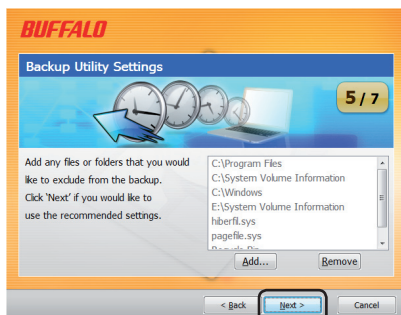 BUFFALO
Backup Utility Settings
5/7
Add any files or folders that you would
like to exclude from the backup.
Click 'Next' if you would like to
use the recommended settings.
C:\Program Files
C:\System Volume Information
C:\Windows
E:\System Volume Information
hiberfil.sys
pagefile.sys
Add...
Remove
< Back
Next >
Cancel